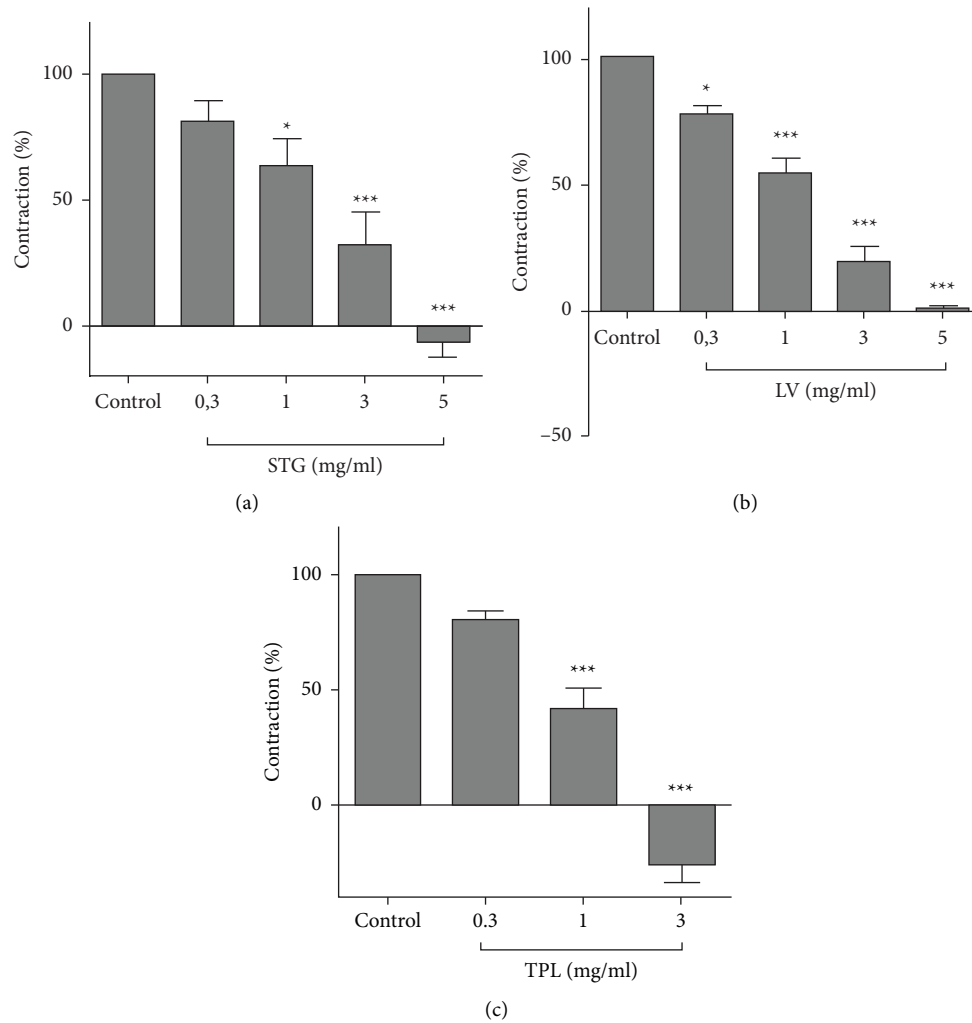 100
50
0
Contraction (%)
*
***
***
Control 0,3 1 3 5
STG (mg/ml)
(a)
100
50
0
−50
Contraction (%)
*
***
***
***
Control 0,3 1 3 5
LV (mg/ml)
(b)
100
50
0
Contraction (%)
***
***
Control 0.3 1 3
TPL (mg/ml)
(c)